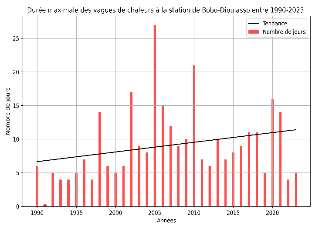 Durée maximale des vagues de chaleurs à la station de Bobo-Dioulasso entre 1990-2023
Tendance
Nombre de jours
25
20
15
10
5
0
Nombre de jours
1990
1995
2000
2005
2010
2015
2020
Années